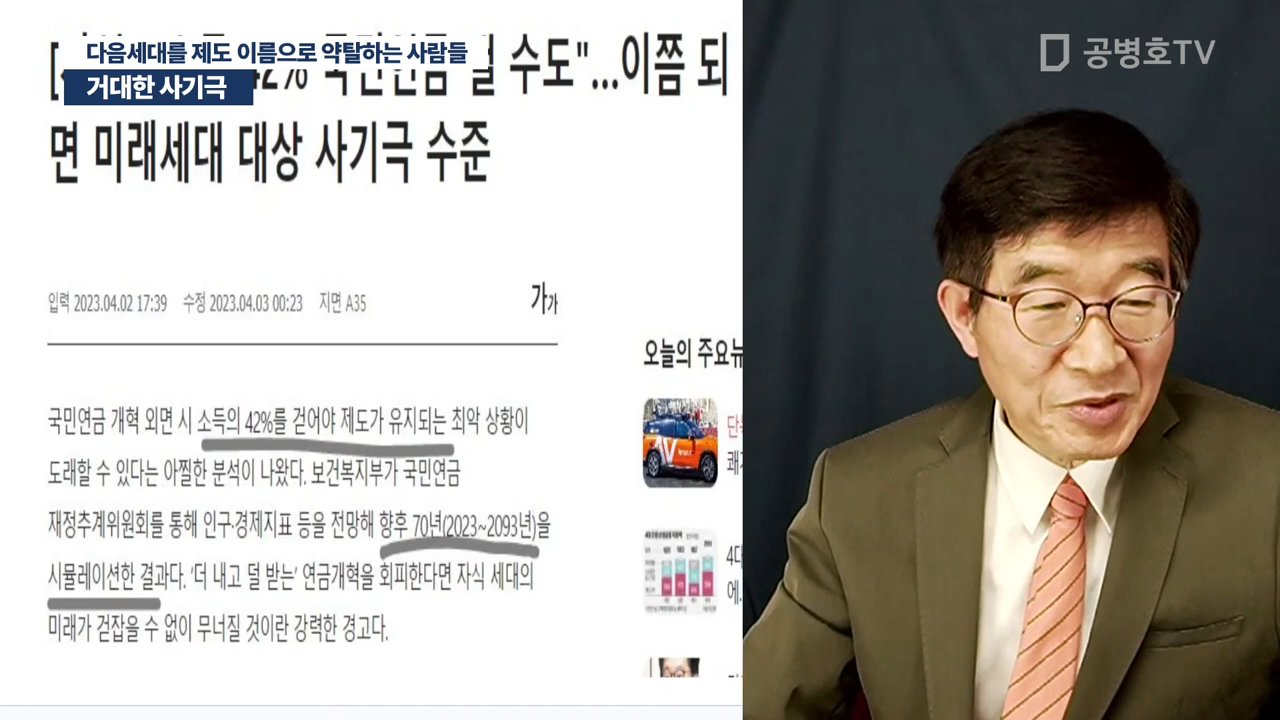 다음세대를 제도 이름으로 약탈하는 사람들
거대한 사기극
수도"...이쯤 되
면 미래세대 대상 사기극 수준
공병호TV
입력 2023.04.02 17:39 수정 2023.04.03 00:23 지면 A35
가가
국민연금 개혁 외면 시 소득의 42%를 걷어야 제도가 유지되는 최악 상황이
도래할 수 있다는 아찔한 분석이 나왔다. 보건복지부가 국민연금
재정추계위원회를 통해 인구·경제지표 등을 전망해 향후 70년(2023~2093년)을
시뮬레이션한 결과다. ‘더 내고 덜 받는’ 연금개혁을 회피한다면 자식 세대의
미래가 걷잡을 수 없이 무너질 것이란 강력한 경고다.
오늘의 주요뉴
4대
에.